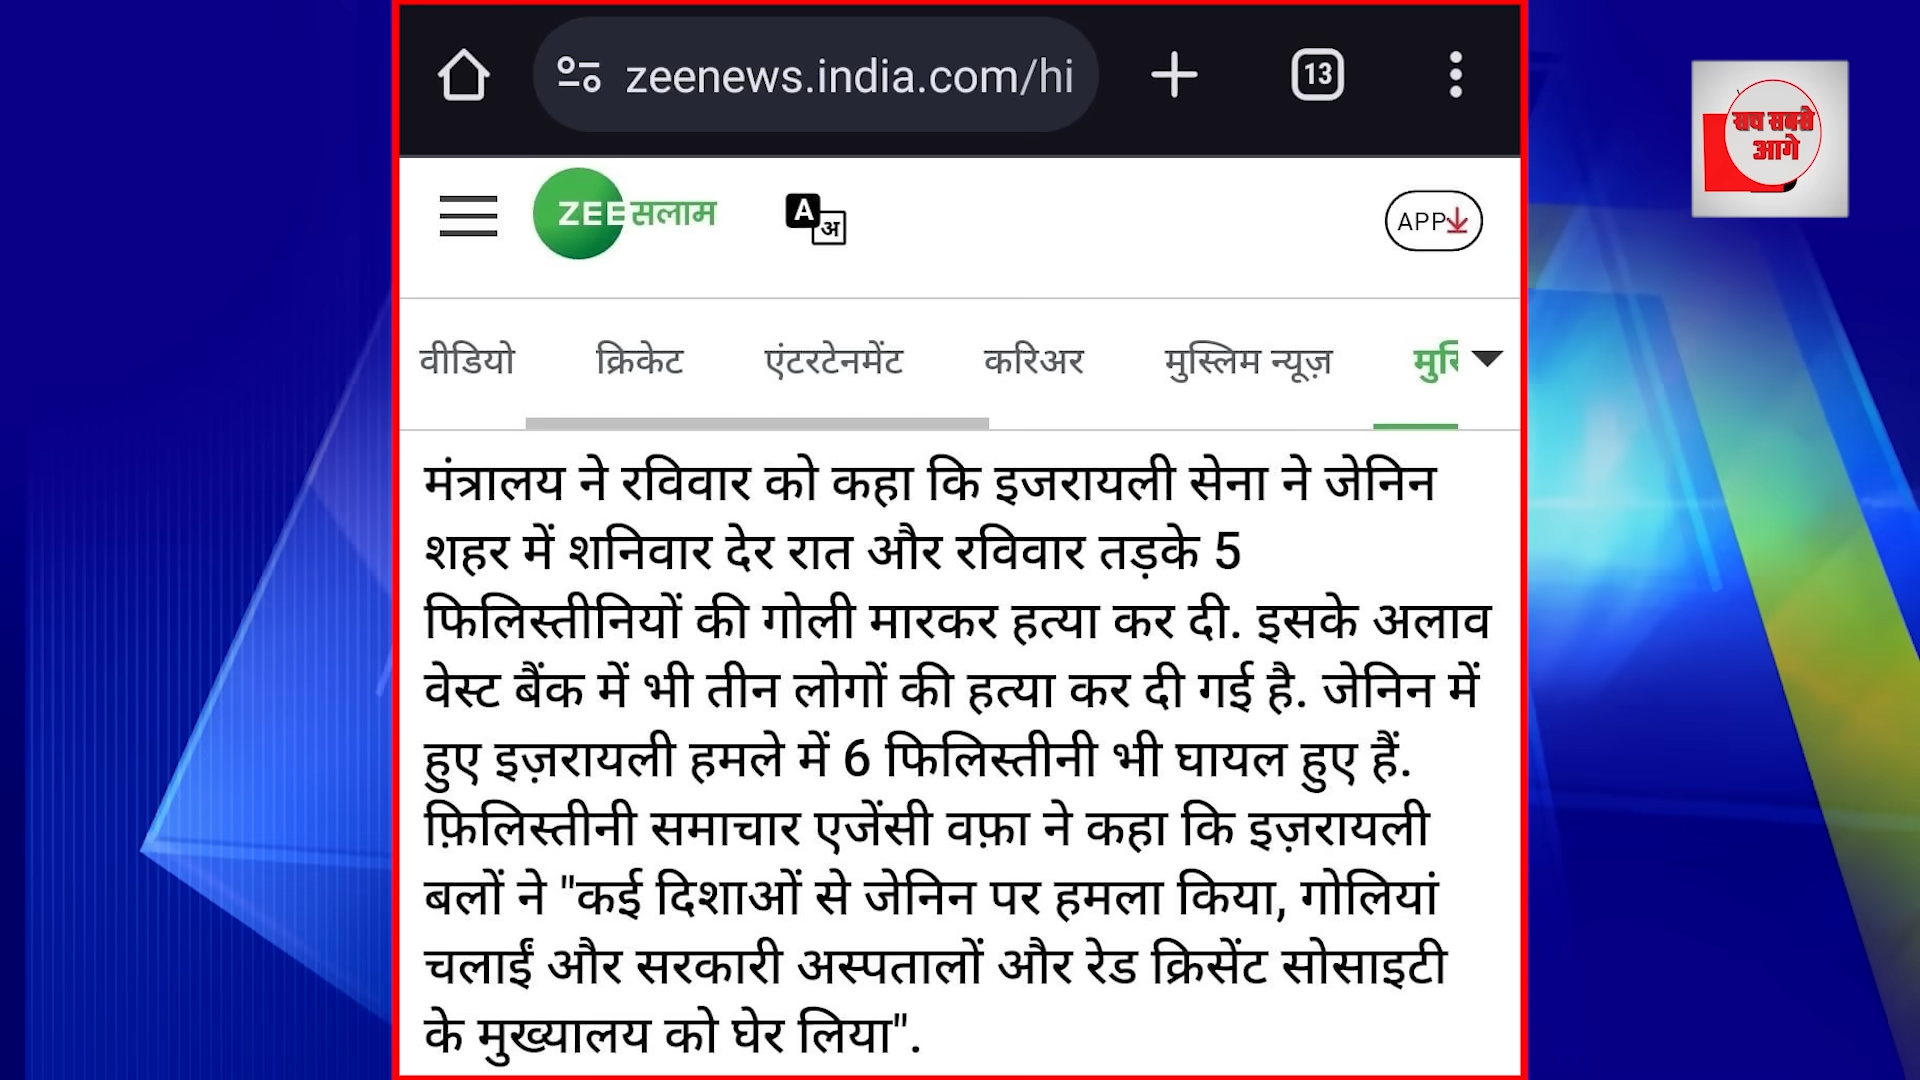 zeenews.india.com/hi
13
सच सबसे
आगे
ZEE सलाम
A
अ
APP
वीडियो क्रिकेट एंटरटेनमेंट करिअर मुस्लिम न्यूज़
मंत्रालय ने रविवार को कहा कि इजरायली सेना ने जेनिन
शहर में शनिवार देर रात और रविवार तड़के 5
फिलिस्तीनियों की गोली मारकर हत्या कर दी. इसके अलाव
वेस्ट बैंक में भी तीन लोगों की हत्या कर दी गई है. जेनिन में
हुए इज़रायली हमले में 6 फिलिस्तीनी भी घायल हुए हैं.
फ़िलिस्तीनी समाचार एजेंसी वफ़ा ने कहा कि इज़रायली
बलों ने "कई दिशाओं से जेनिन पर हमला किया, गोलियां
चलाईं और सरकारी अस्पतालों और रेड क्रिसेंट सोसाइटी
के मुख्यालय को घेर लिया".